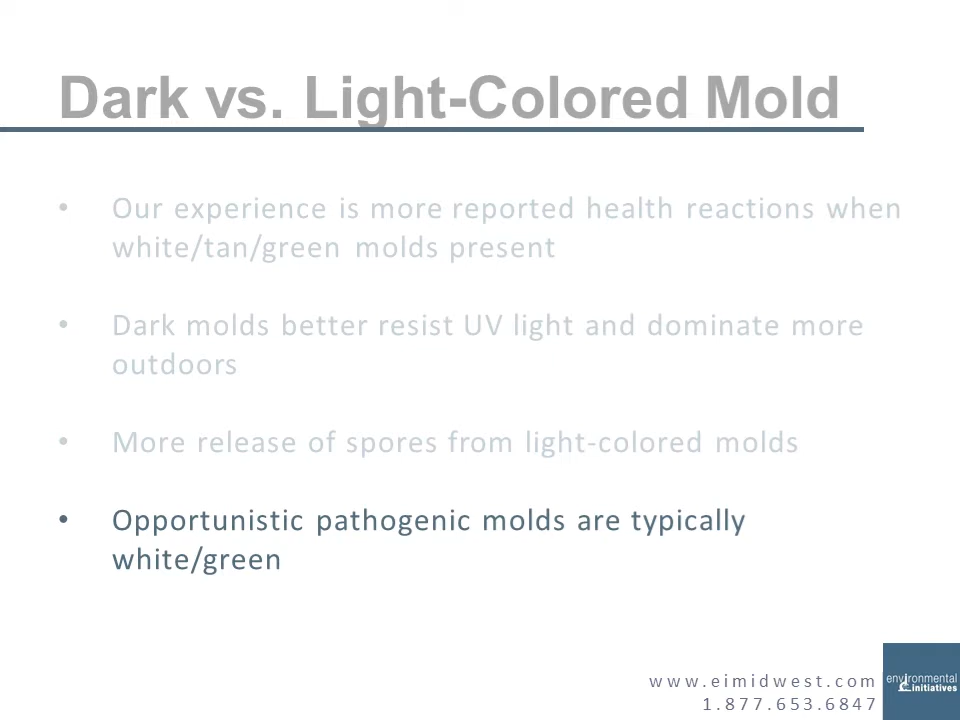 Dark vs. Light-Colored Mold
• Our experience is more reported health reactions when
white/tan/green molds present
• Dark molds better resist UV light and dominate more
outdoors
• More release of spores from light-colored molds
• Opportunistic pathogenic molds are typically
white/green
www.eimidwest.com
1.877.653.6847
environmental
initiatives